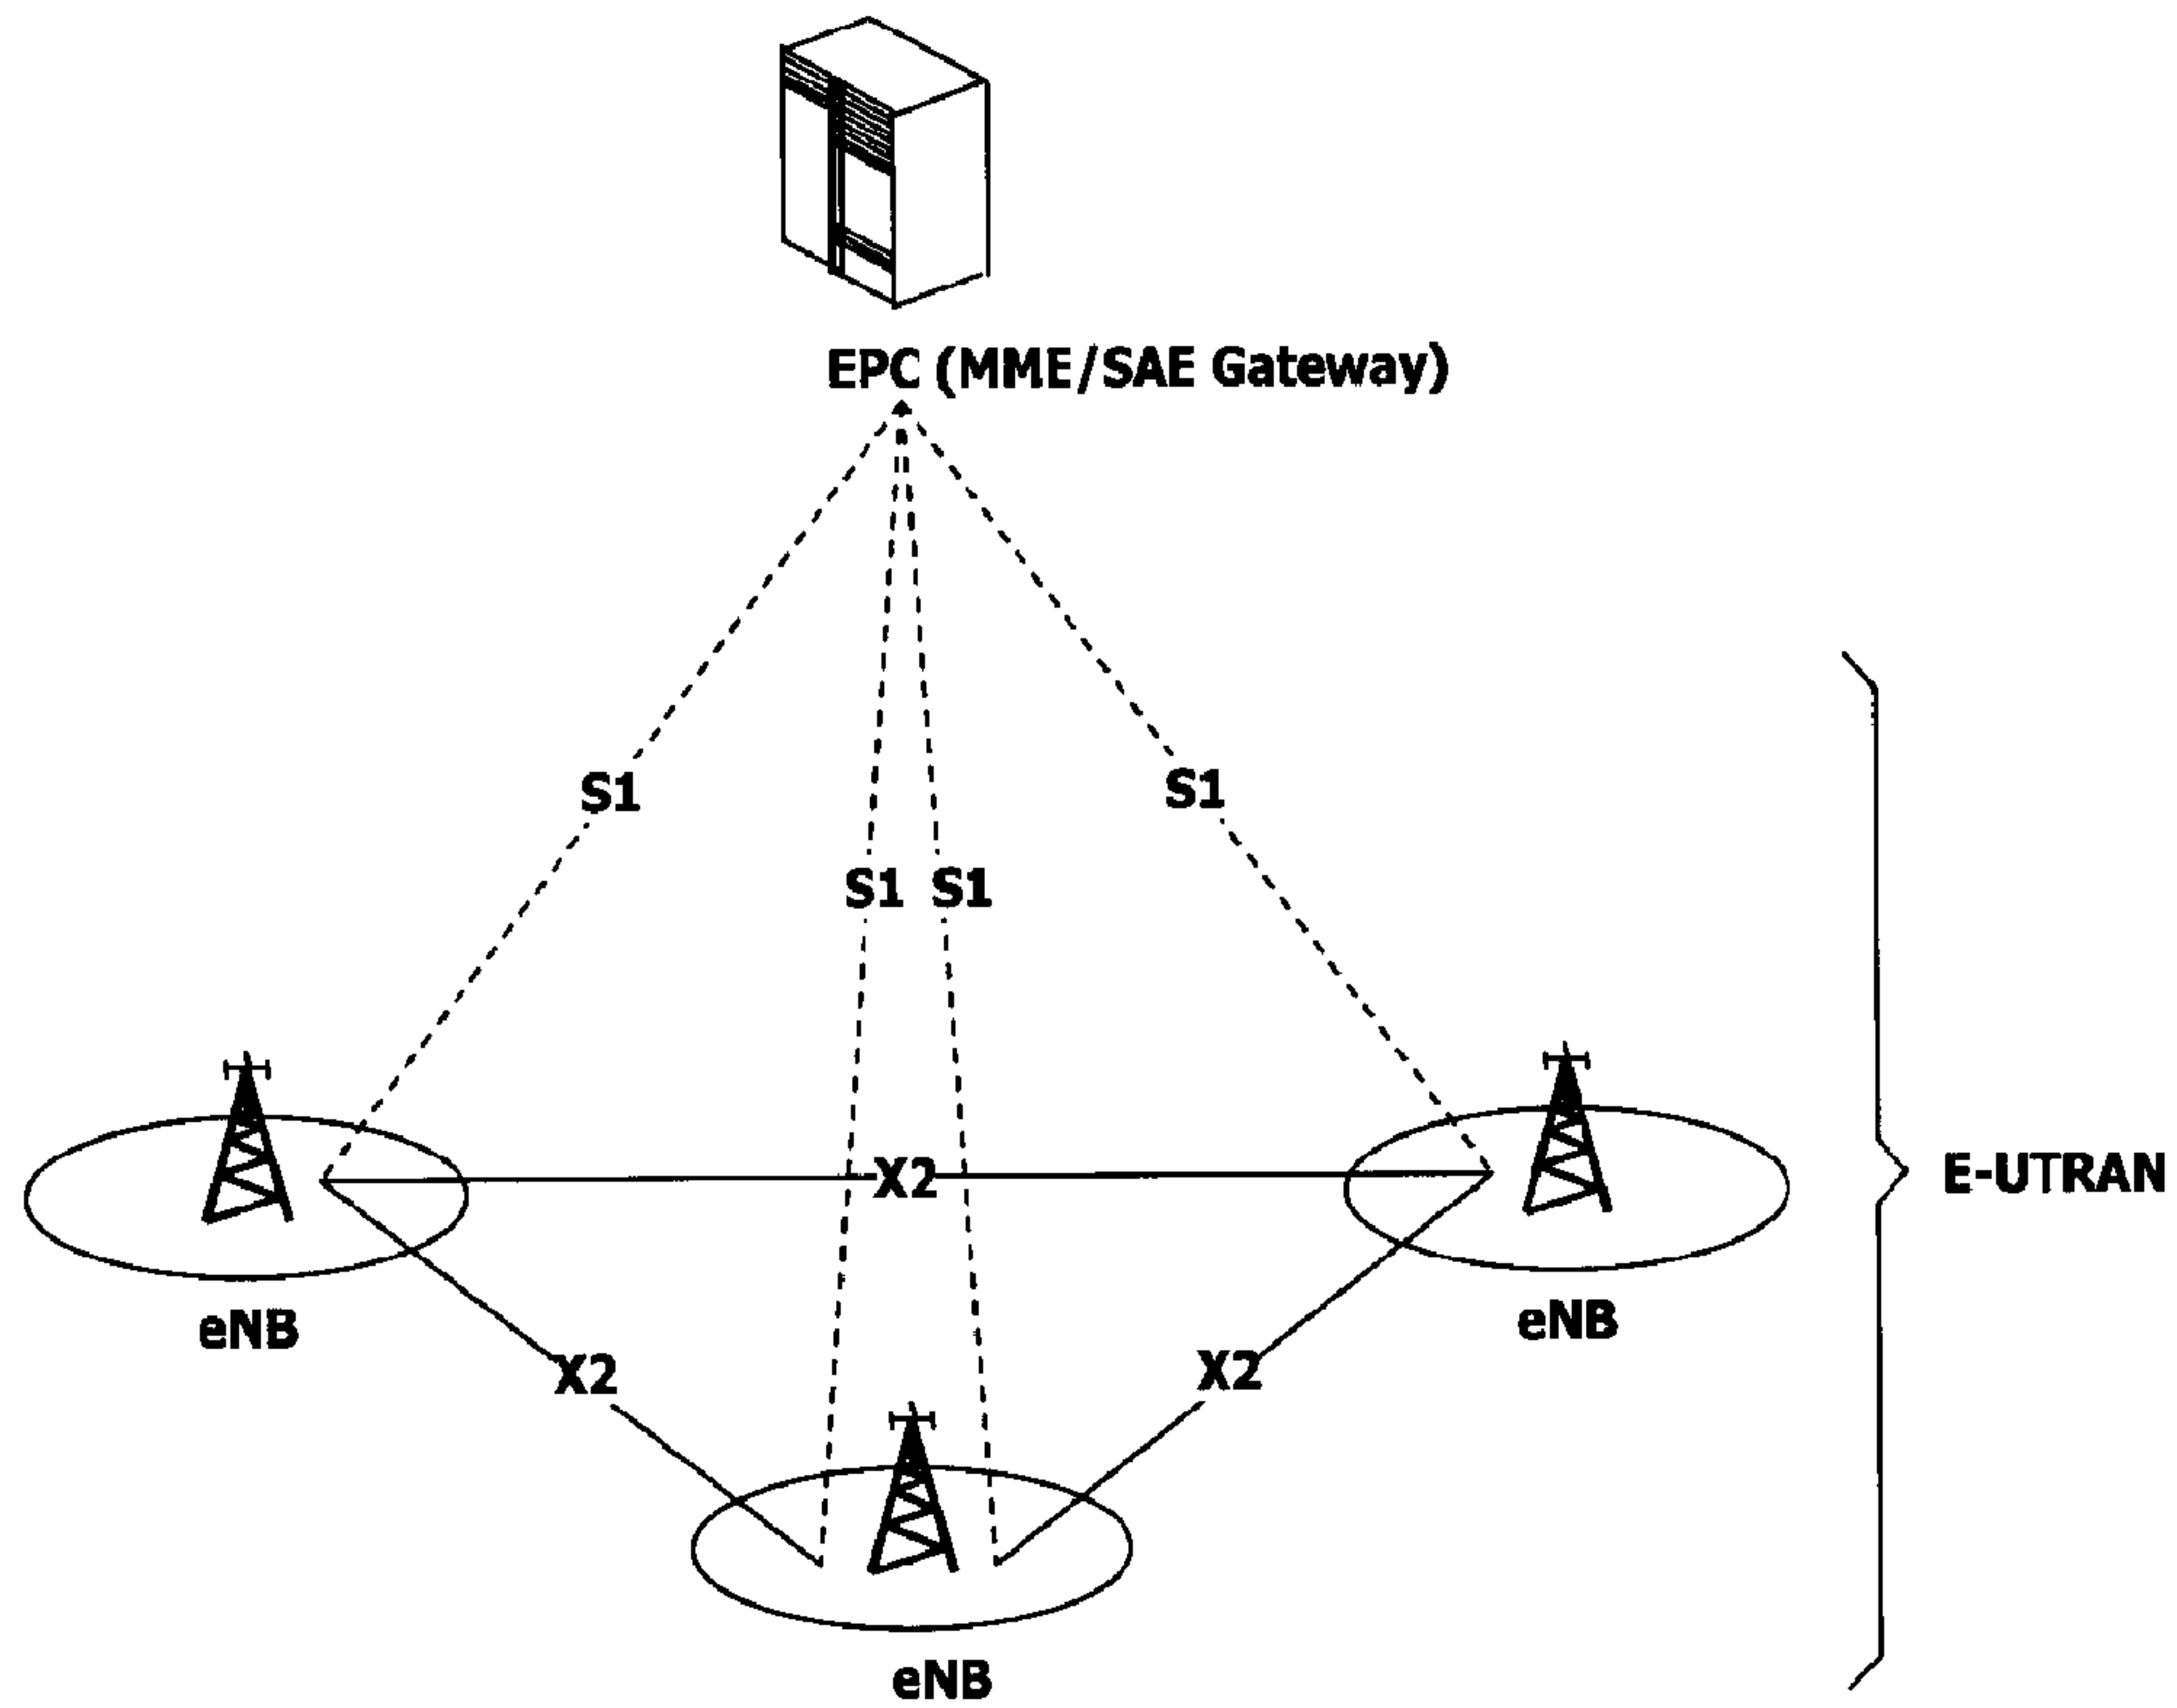 EPC (MME/SAE Gateway)
S1
S1
S1
S1
X2
E-UTRAN
eNB
eNB
X2
X2
eNB